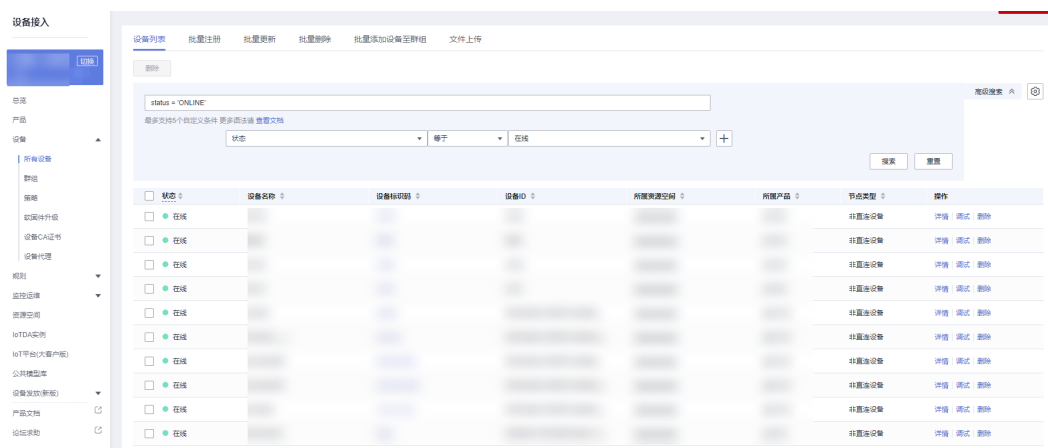 设备接入
切换
总览
产品
设备
所有设备
群组
策略
软固件升级
设备CA证书
设备代理
规则
监控运维
资源空间
IoTDA实例
IoT平台(大客户版)
公共模型库
设备发放(新版)
产品文档
论坛求助
设备列表 批量注册 批量更新 批量删除 批量添加设备至群组 文件上传
删除
高级搜索
status = 'ONLINE'
最多支持5个自定义条件 更多语法请 查看文档
状态 等于 在线
搜索 重置
状态 设备名称 设备标识码 设备ID 所属资源空间 所属产品 节点类型 操作
在线 非直连设备 详情 调试 删除
在线 非直连设备 详情 调试 删除
在线 非直连设备 详情 调试 删除
在线 非直连设备 详情 调试 删除
在线 非直连设备 详情 调试 删除
在线 非直连设备 详情 调试 删除
在线 非直连设备 详情 调试 删除
在线 非直连设备 详情 调试 删除
在线 非直连设备 详情 调试 删除
在线 非直连设备 详情 调试 删除